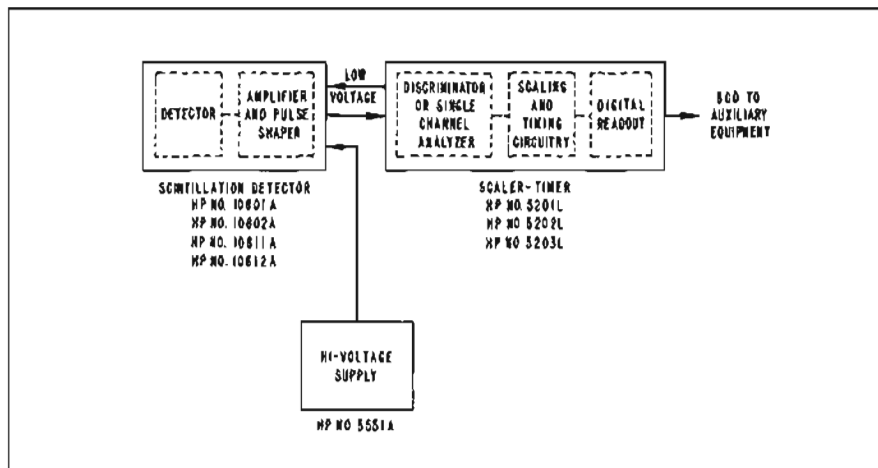 LOW
VOLTAGE
DETECTOR
AMPLIFIER
AND PULSE
SHAPER
DISCRIMINATOR
OR SINGLE
CHANNEL
ANALYZER
SCALING
AND
TIMING
CIRCUITRY
DIGITAL
READOUT
BCD TO
AUXILIARY
EQUIPMENT
SCINTILLATION DETECTOR
HP NO. 10601A
HP NO. 10602A
HP NO. 10611A
HP NO. 10612A
SCALER-TIMER
HP NO. 5201L
HP NO. 5202L
HP NO 5203L
HI-VOLTAGE
SUPPLY
HP NO 5551A